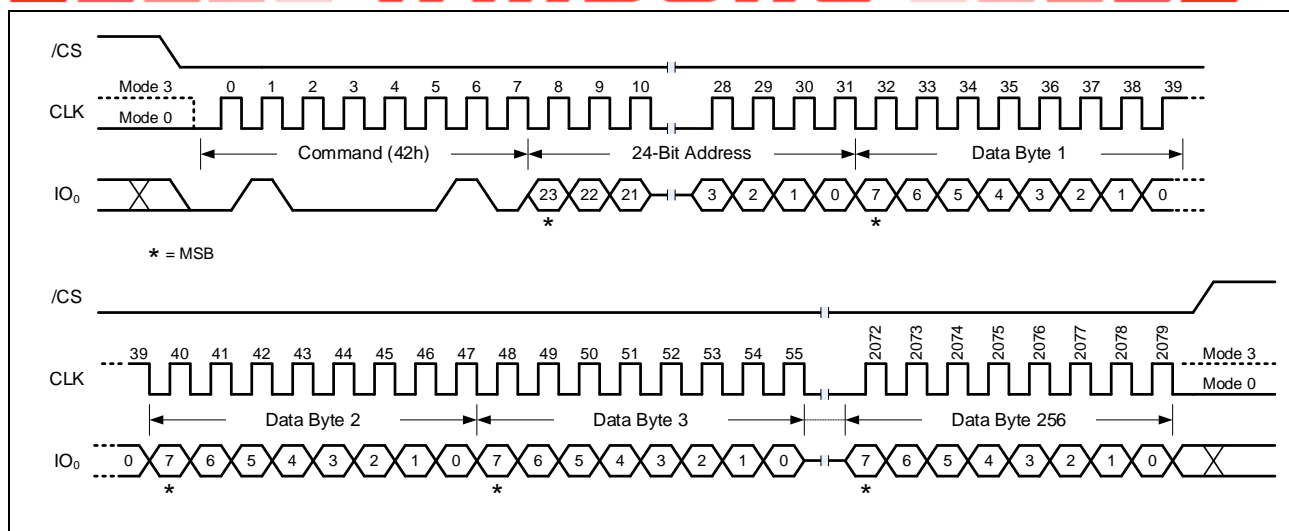 /CS
Mode 3 0 1 2 3 4 5 6 7 8 9 10 28 29 30 31 32 33 34 35 36 37 38 39
CLK
Mode 0
Command (42h) 24-Bit Address Data Byte 1
IO₀ 23 22 21 3 2 1 0 7 6 5 4 3 2 1 0
* *
* = MSB
/CS
39 40 41 42 43 44 45 46 47 48 49 50 51 52 53 54 55 2072 2073 2074 2075 2076 2077 2078 2079 Mode 3
CLK
Mode 0
Data Byte 2 Data Byte 3 Data Byte 256
IO₀ 0 7 6 5 4 3 2 1 0 7 6 5 4 3 2 1 0 7 6 5 4 3 2 1 0
* * *